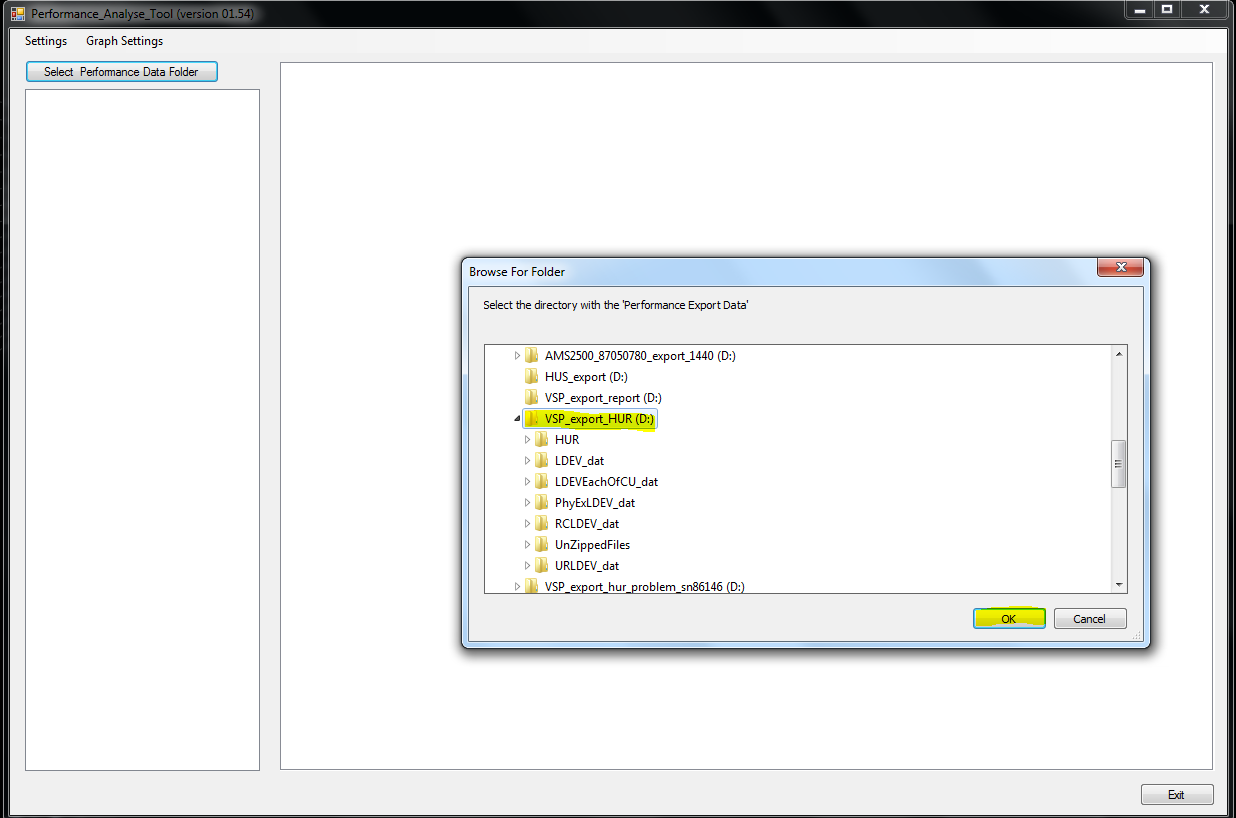 Performance_Analyse_Tool (version 01.54)
Settings Graph Settings
Select Performance Data Folder
Browse For Folder
Select the directory with the 'Performance Export Data'
AMS2500_87050780_export_1440 (D:)
HUS_export (D:)
VSP_export_report (D:)
VSP_export_HUR (D:)
HUR
LDEV_dat
LDEVEachOfCU_dat
PhyExLDEV_dat
RCLDEV_dat
UnZippedFiles
URLDEV_dat
VSP_export_hur_problem_sn86146 (D:)
OK Cancel
Exit